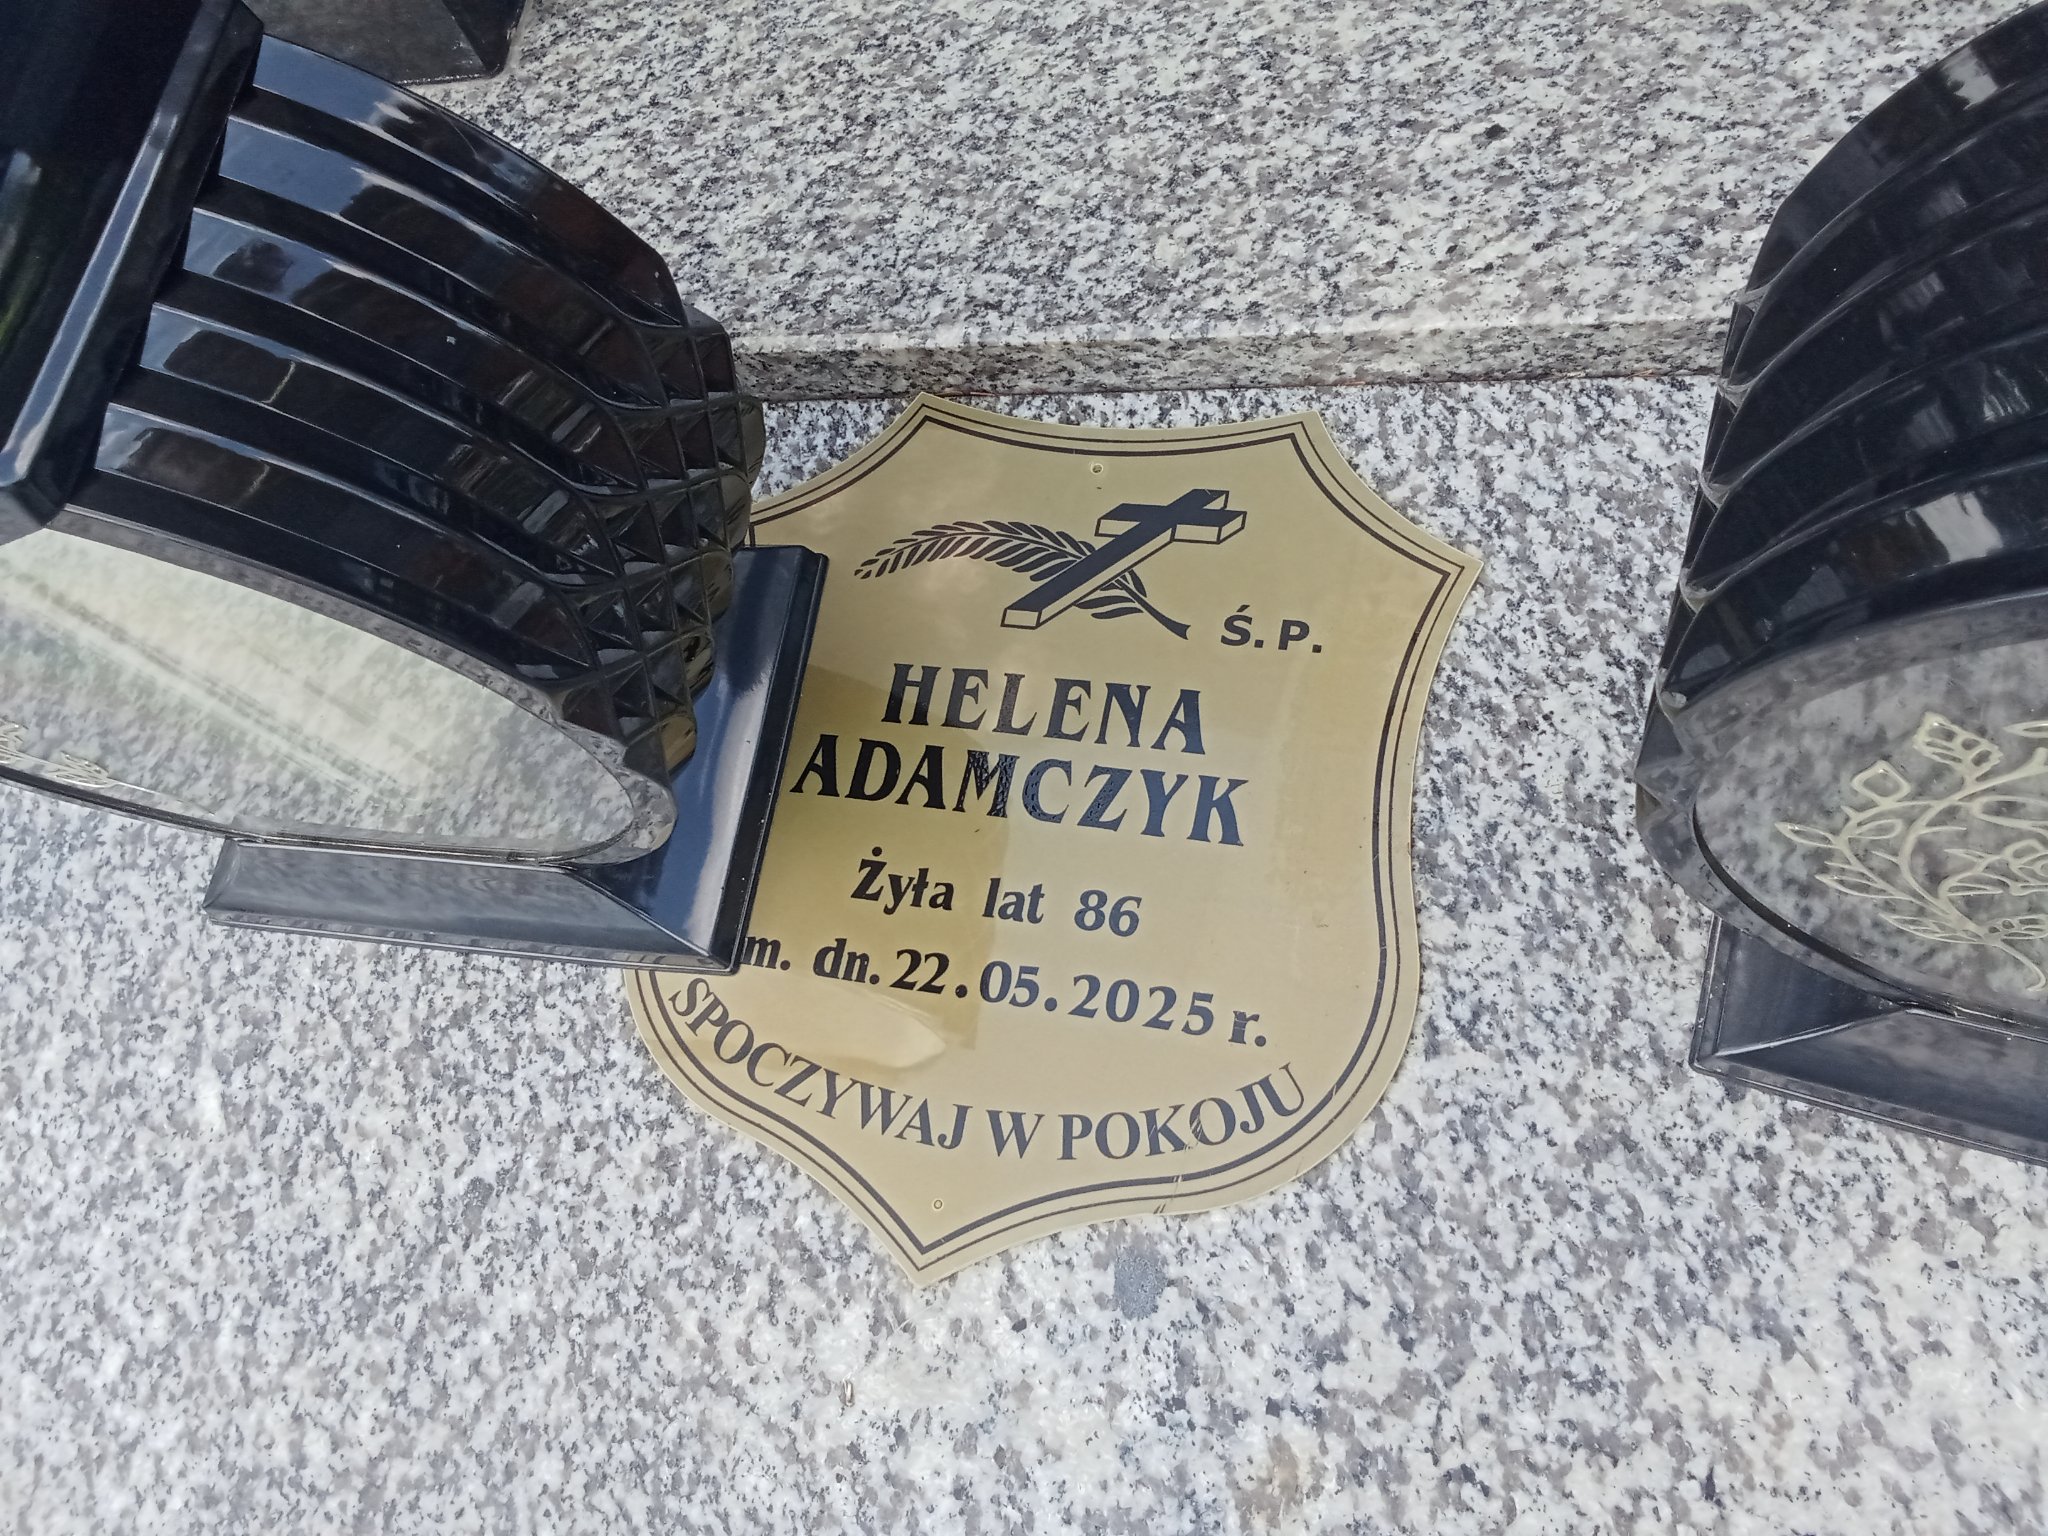 Ś. P.
HELENA
ADAMCZYK
Żyła lat 86
m. dn. 22. 05. 2025 r.
SPOCZYWAJ W POKOJU